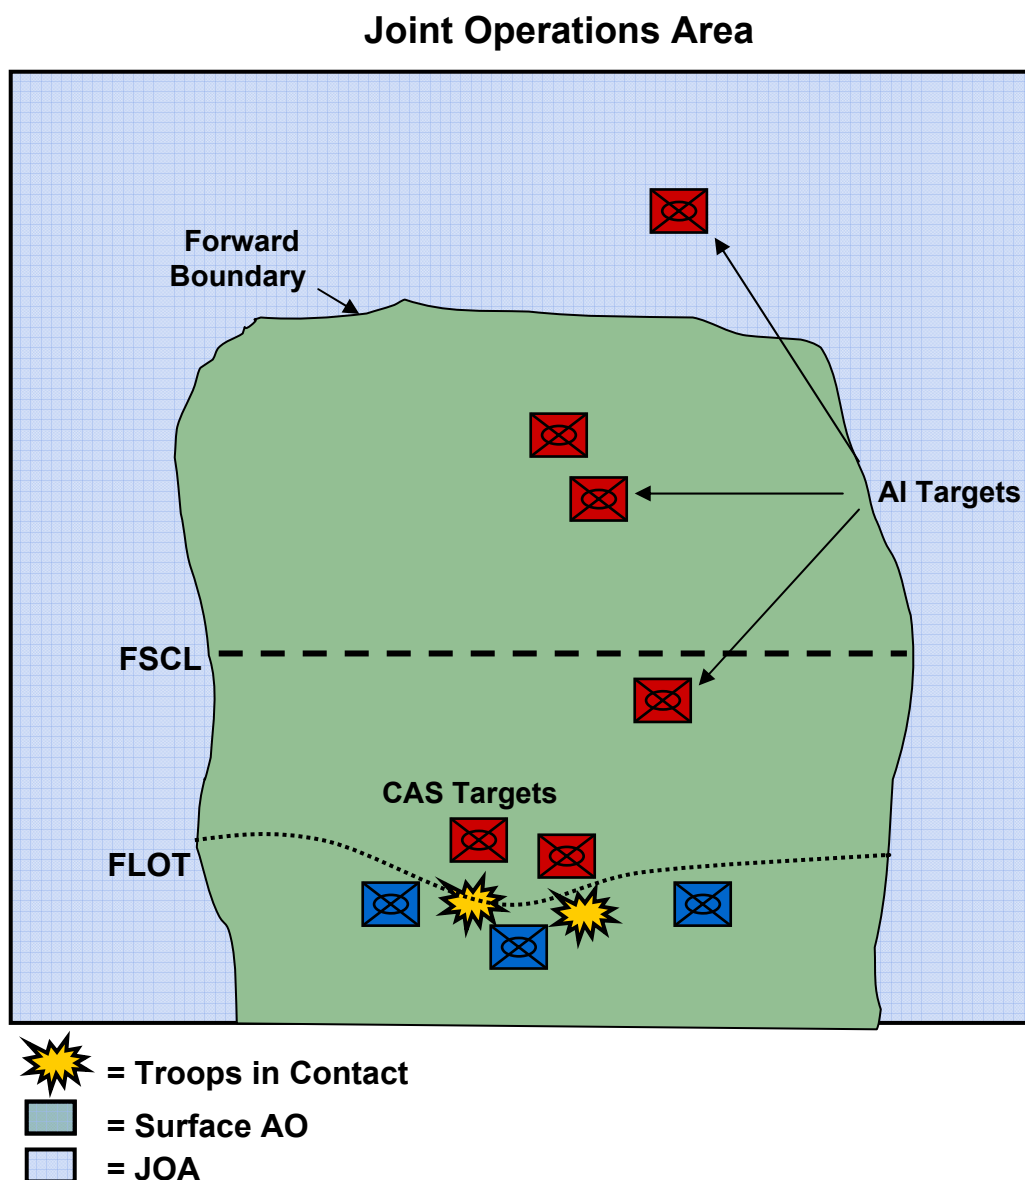 Joint Operations Area
Forward
Boundary
AI Targets
FSCL
CAS Targets
FLOT
= Troops in Contact
= Surface AO
= JOA